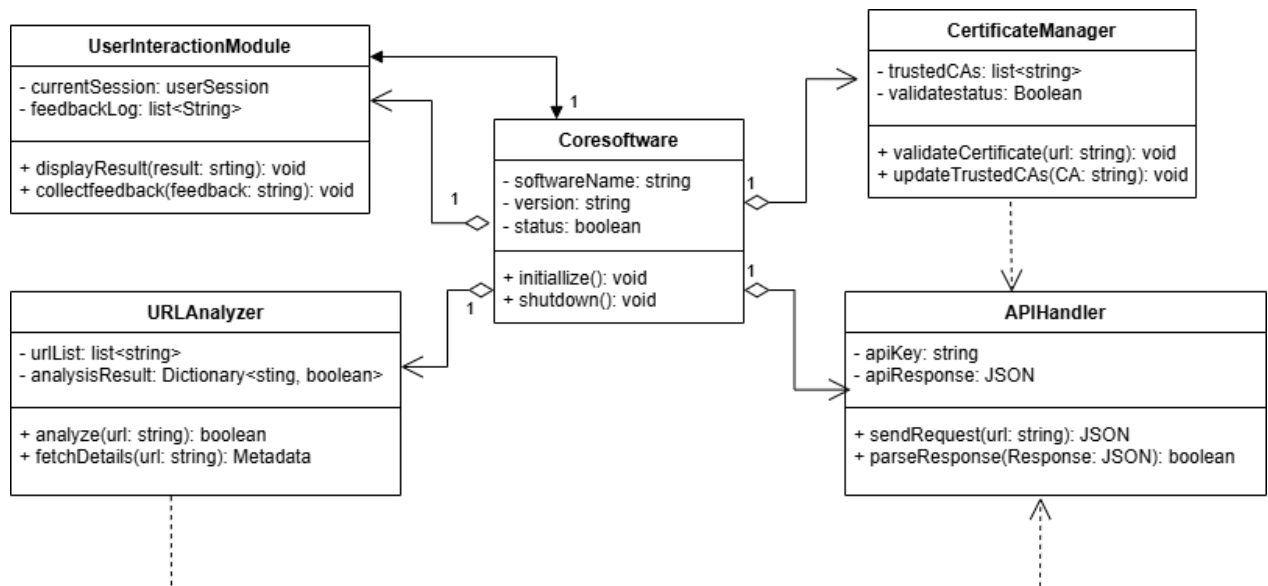 UserInteractionModule
- currentSession: userSession
- feedbackLog: list<String>
+ displayResult(result: srting): void
+ collectfeedback(feedback: string): void
1
1
Coresoftware
- softwareName: string
- version: string
- status: boolean
+ initiallize(): void
+ shutdown(): void
1
1
1
CertificateManager
- trustedCAs: list<string>
- validatestatus: Boolean
+ validateCertificate(url: string): void
+ updateTrustedCAs(CA: string): void
URLAnalyzer
- urlList: list<string>
- analysisResult: Dictionary<sting, boolean>
+ analyze(url: string): boolean
+ fetchDetails(url: string): Metadata
APIHandler
- apiKey: string
- apiResponse: JSON
+ sendRequest(url: string): JSON
+ parseResponse(Response: JSON): boolean